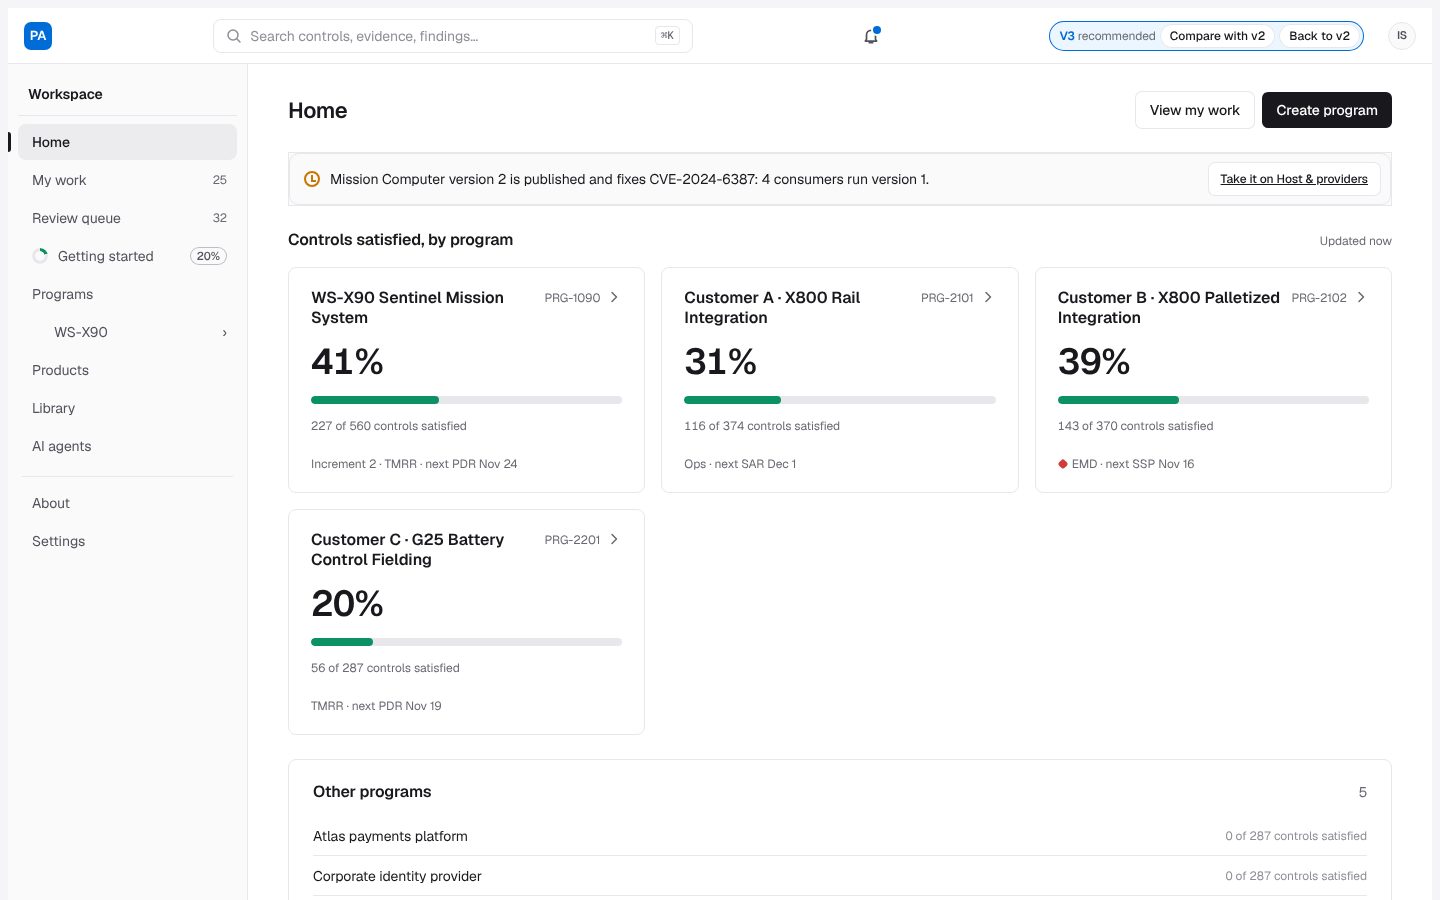 PA
Search controls, evidence, findings...
⌘K
V3 recommended
Compare with v2
Back to v2
IS
Workspace
Home
My work 25
Review queue 32
Getting started 20%
Programs
WS-X90
Products
Library
AI agents
About
Settings
Home
View my work
Create program
Mission Computer version 2 is published and fixes CVE-2024-6387: 4 consumers run version 1.
Take it on Host & providers
Controls satisfied, by program
Updated now
WS-X90 Sentinel Mission
System
PRG-1090
41%
227 of 560 controls satisfied
Increment 2 · TMRR · next PDR Nov 24
Customer A · X800 Rail
Integration
PRG-2101
31%
116 of 374 controls satisfied
Ops · next SAR Dec 1
Customer B · X800 Palletized
Integration
PRG-2102
39%
143 of 370 controls satisfied
EMD · next SSP Nov 16
Customer C · G25 Battery
Control Fielding
PRG-2201
20%
56 of 287 controls satisfied
TMRR · next PDR Nov 19
Other programs 5
Atlas payments platform 0 of 287 controls satisfied
Corporate identity provider 0 of 287 controls satisfied